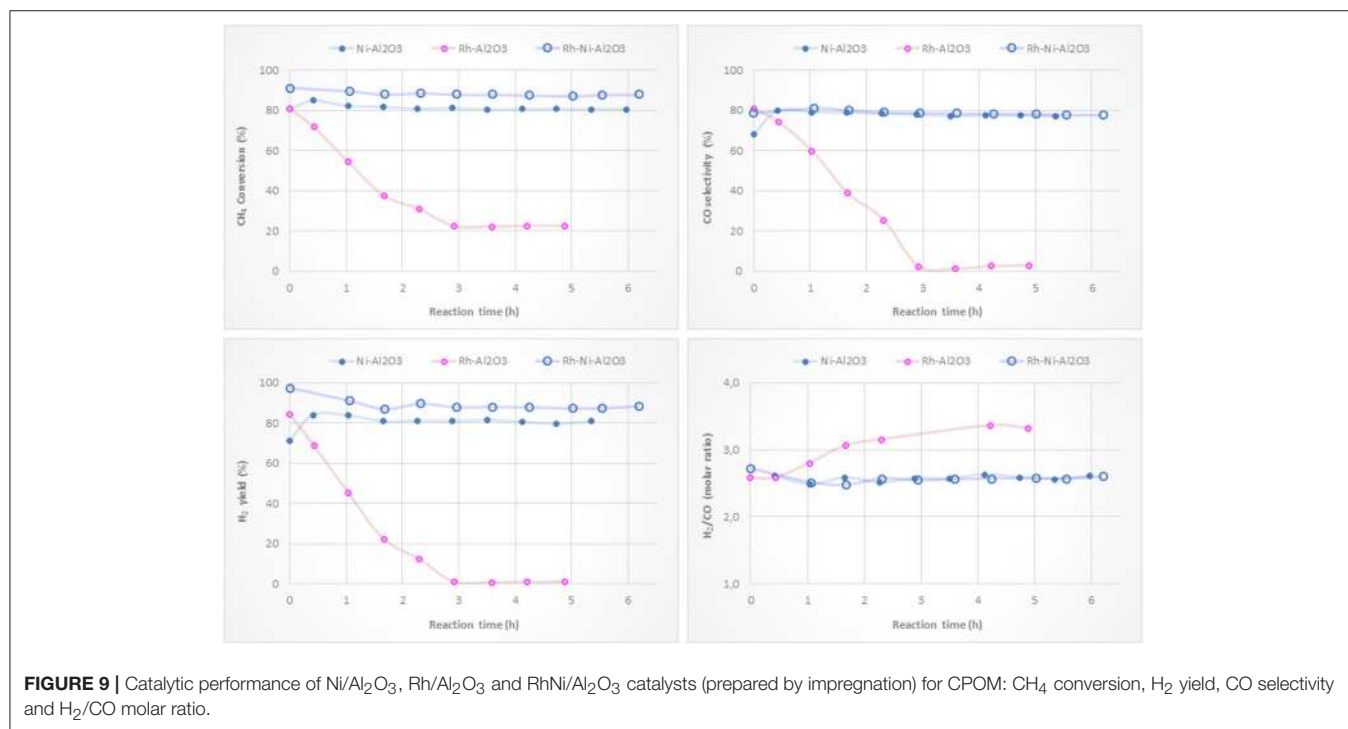 Ni-Al2O3 Rh-Al2O3 Rh-Ni-Al2O3
100
80
60
40
20
0
CH₄ Conversion (%)
0 1 2 3 4 5 6
Reaction time (h)
Ni-Al2O3 Rh-Al2O3 Rh-Ni-Al2O3
100
80
60
40
20
0
CO selectivity (%)
0 1 2 3 4 5 6
Reaction time (h)
Ni-Al2O3 Rh-Al2O3 Rh-Ni-Al2O3
100
80
60
40
20
0
H₂ yield (%)
0 1 2 3 4 5 6
Reaction time (h)
Ni-Al2O3 Rh-Al2O3 Rh-Ni-Al2O3
4,0
3,0
2,0
1,0
H₂/CO (molar ratio)
0 1 2 3 4 5 6
Reaction time (h)
FIGURE 9 | Catalytic performance of Ni/Al₂O₃, Rh/Al₂O₃ and RhNi/Al₂O₃ catalysts (prepared by impregnation) for CPOM: CH₄ conversion, H₂ yield, CO selectivity
and H₂/CO molar ratio.